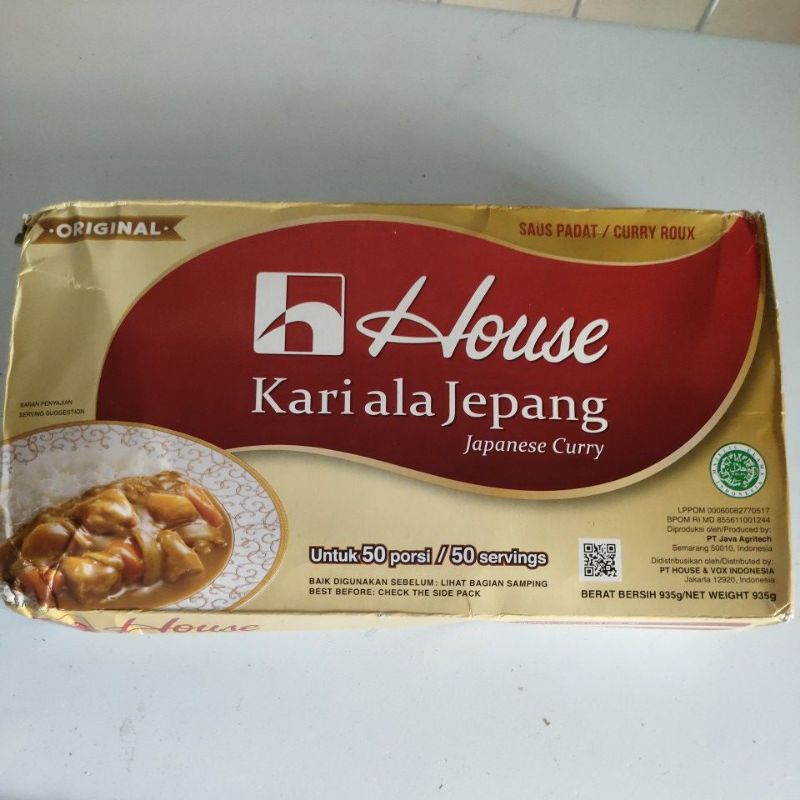 ·ORIGINAL·
SAUS PADAT / CURRY ROUX
House
Kari ala Jepang
Japanese Curry
SARAN PENYAJIAN
SERVING SUGGESTION
Untuk 50 porsi / 50 servings
BAIK DIGUNAKAN SEBELUM : LIHAT BAGIAN SAMPING
BEST BEFORE: CHECK THE SIDE PACK
LPPOM 00060082770517
BPOM RI MD 855611001244
Diproduksi oleh/Produced by:
PT Java Agritech
Semarang 50010, Indonesia
Didistribusikan oleh/Distributed by:
PT HOUSE & VOX INDONESIA
Jakarta 12920, Indonesia
BERAT BERSIH 935g/NET WEIGHT 935g
House